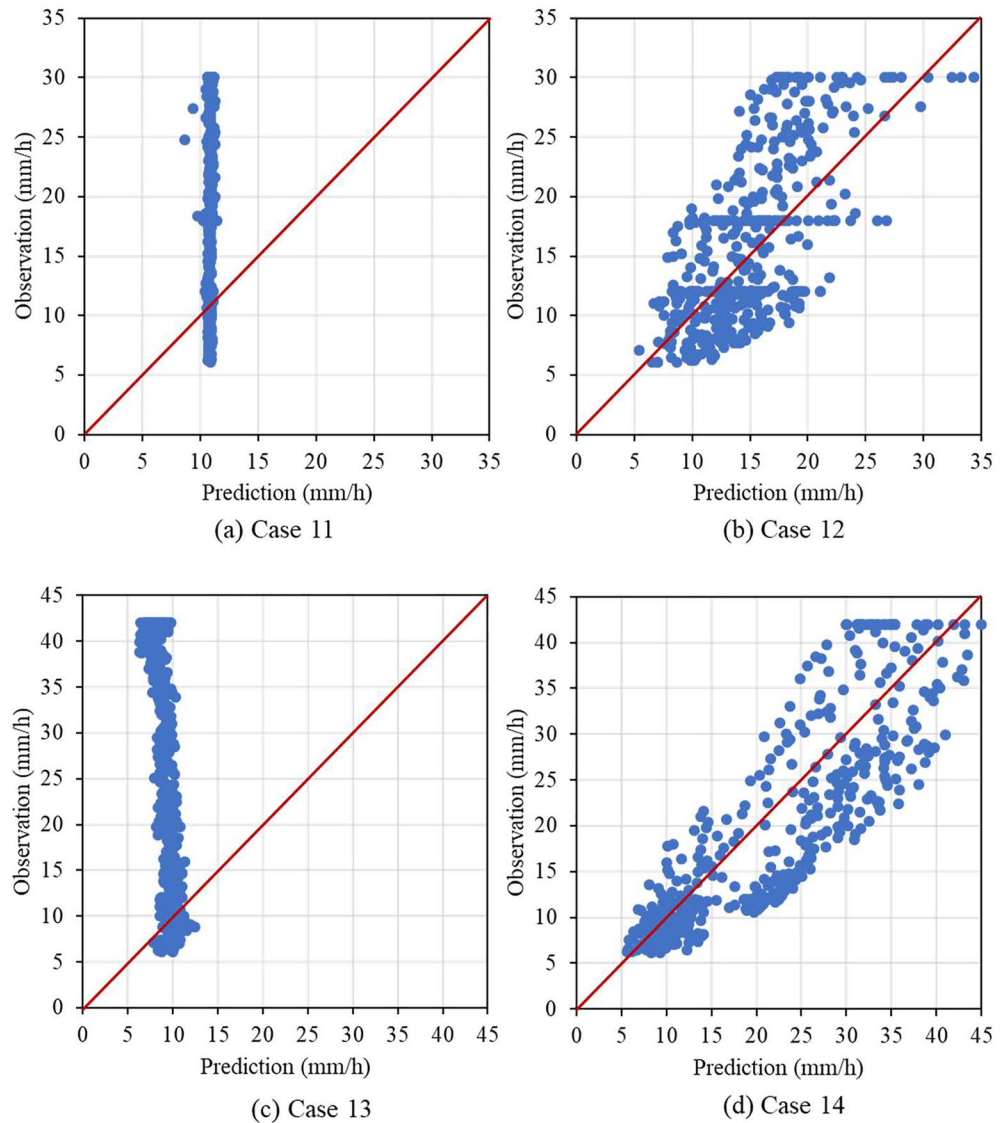 35
30
25
20
15
10
5
0
Observation (mm/h)
0 5 10 15 20 25 30 35
Prediction (mm/h)
(a) Case 11
35
30
25
20
15
10
5
0
Observation (mm/h)
0 5 10 15 20 25 30 35
Prediction (mm/h)
(b) Case 12
45
40
35
30
25
20
15
10
5
0
Observation (mm/h)
0 5 10 15 20 25 30 35 40 45
Prediction (mm/h)
(c) Case 13
45
40
35
30
25
20
15
10
5
0
Observation (mm/h)
0 5 10 15 20 25 30 35 40 45
Prediction (mm/h)
(d) Case 14